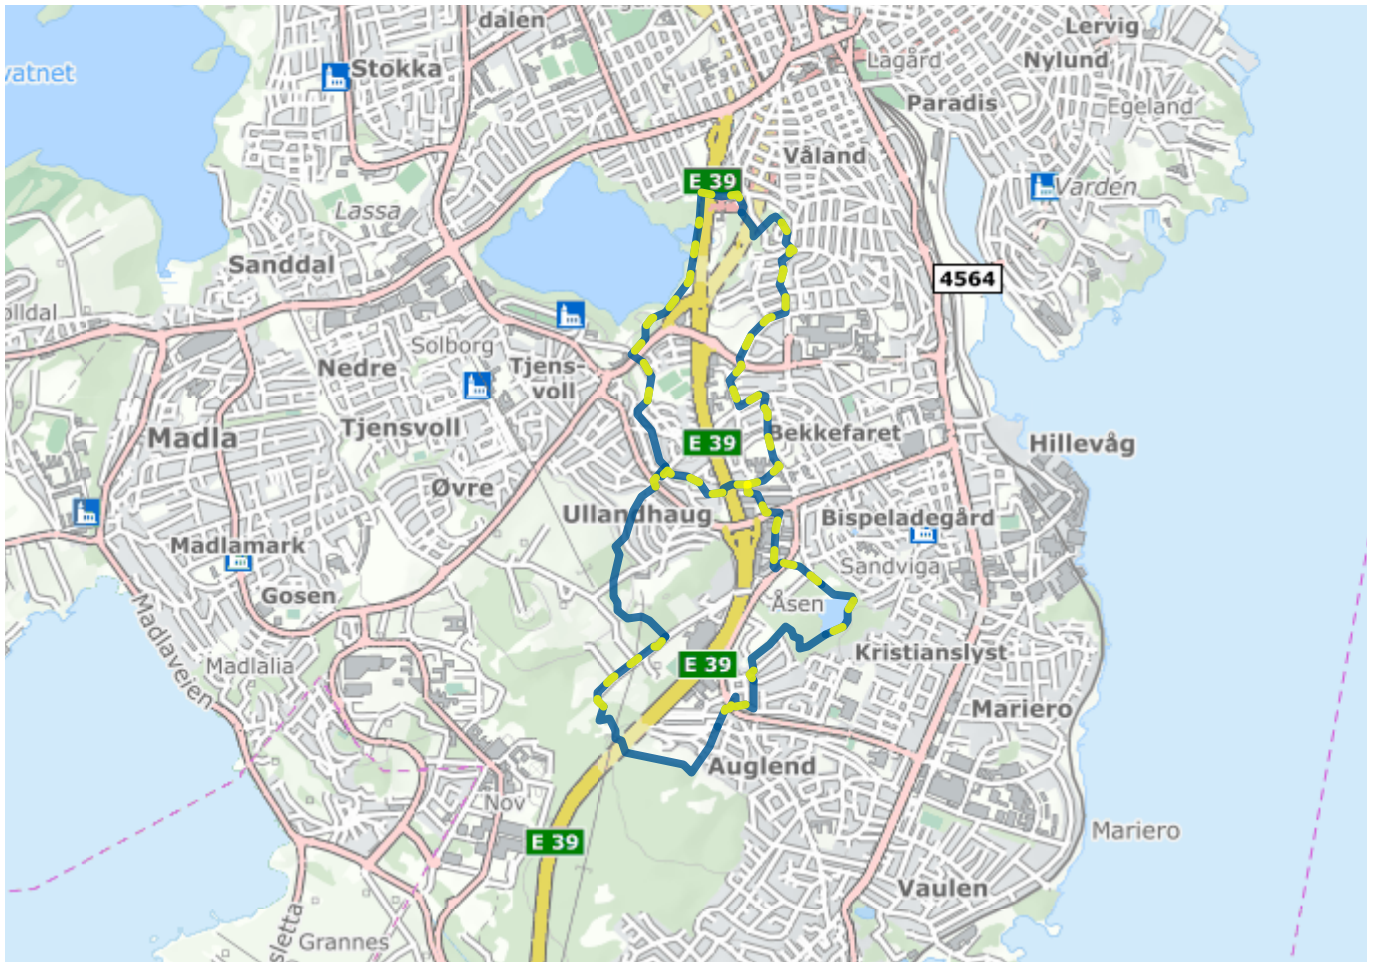 dalen
Lervig
Lagård
Nylund
vatnet
Stokka
Paradis
Egeland
Våland
E 39
Varden
Lassa
Sanddal
4564
olldal
Solborg
Nedre
Tjens-
voll
Madla
Tjensvoll
E 39
Bekkefaret
Hillevåg
Øvre
Ullandhaug
Bispeladegård
Madlamark
Sandviga
Gosen
Åsen
Madlaveien
Madlalia
E 39
Kristianslyst
Mariero
Auglend
Nov
E 39
Mariero
Vaulen
sletta
Grannes